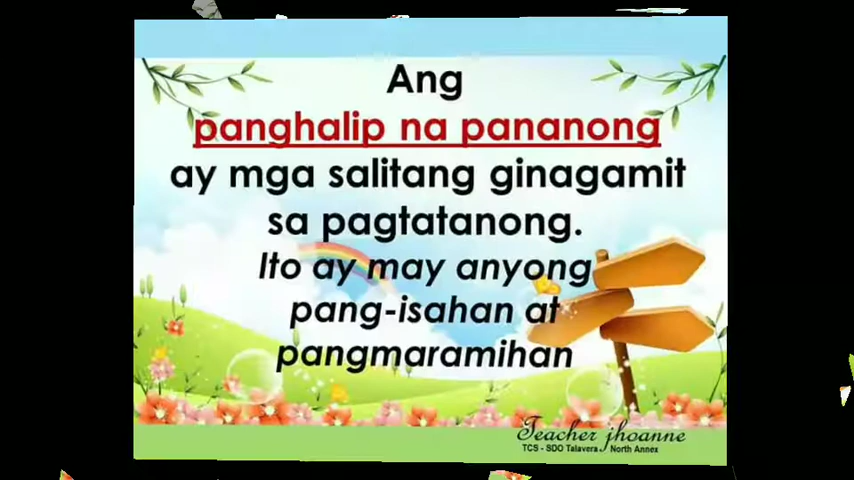 Ang
panghalip na pananong
ay mga salitang ginagamit
sa pagtatanong.
Ito ay may anyong
pang-isahan at
pangmaramihan
Teacher jhoanne
TCS - SDO Talavera North Annex